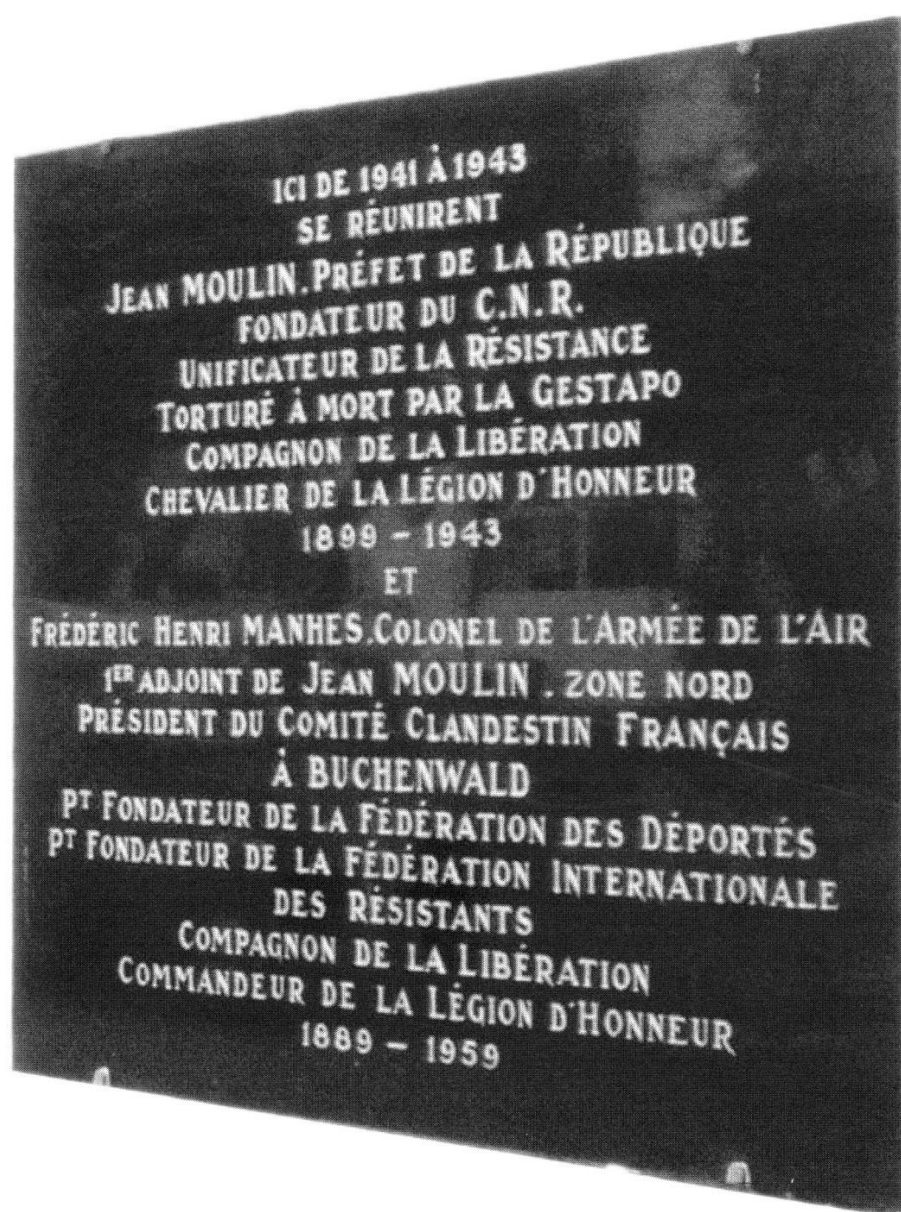 ICI DE 1941 À 1943
SE RÉUNIRENT
JEAN MOULIN. PRÉFET DE LA RÉPUBLIQUE
FONDATEUR DU C.N.R.
UNIFICATEUR DE LA RÉSISTANCE
TORTURÉ À MORT PAR LA GESTAPO
COMPAGNON DE LA LIBÉRATION
CHEVALIER DE LA LÉGION D'HONNEUR
1899 – 1943
ET
FRÉDÉRIC HENRI MANHES. COLONEL DE L'ARMÉE DE L'AIR
1ER ADJOINT DE JEAN MOULIN. ZONE NORD
PRÉSIDENT DU COMITÉ CLANDESTIN FRANÇAIS
À BUCHENWALD
PT FONDATEUR DE LA FÉDÉRATION DES DÉPORTÉS
PT FONDATEUR DE LA FÉDÉRATION INTERNATIONALE
DES RÉSISTANTS
COMPAGNON DE LA LIBÉRATION
COMMANDEUR DE LA LÉGION D'HONNEUR
1889 – 1959